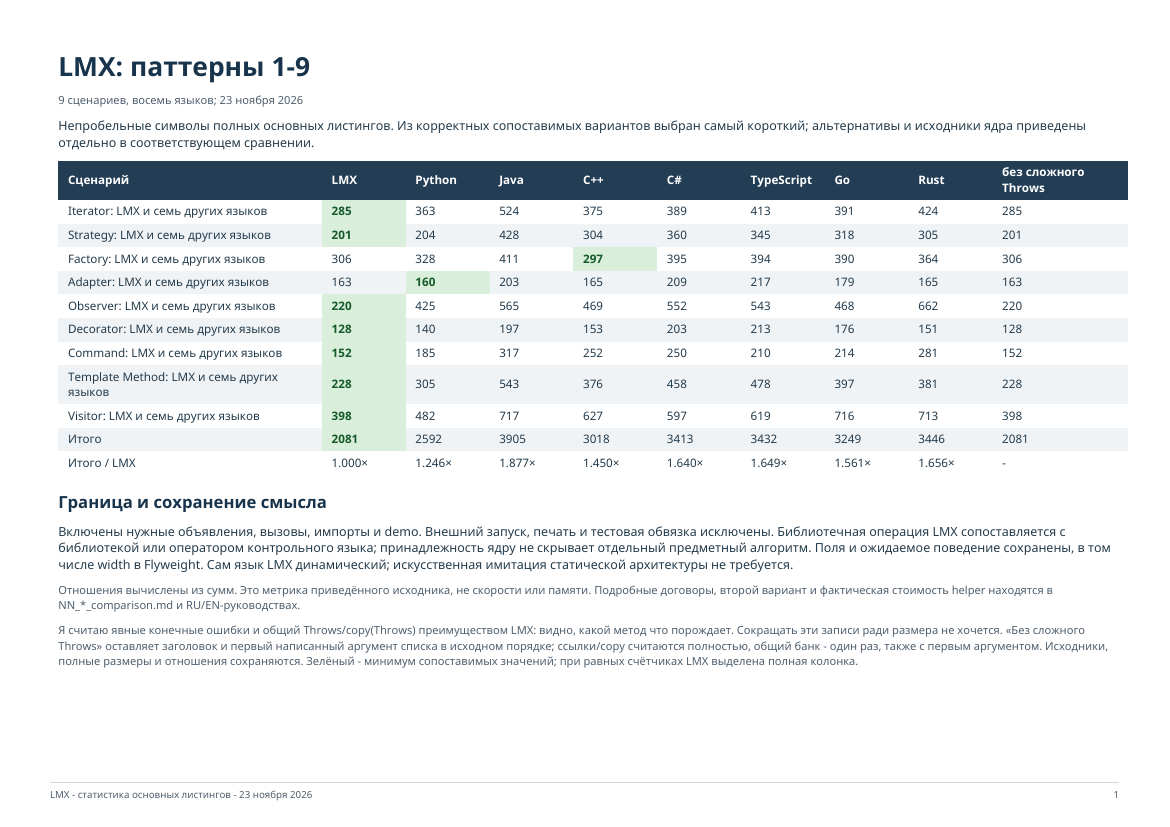 LMX: паттерны 1-9
9 сценариев, восемь языков; 23 ноября 2026
Непробельные символы полных основных листингов. Из корректных сопоставимых вариантов выбран самый короткий; альтернативы и исходники ядра приведены
отдельно в соответствующем сравнении.
Сценарий LMX Python Java C++ C# TypeScript Go Rust без сложного
Throws
Iterator: LMX и семь других языков 285 363 524 375 389 413 391 424 285
Strategy: LMX и семь других языков 201 204 428 304 360 345 318 305 201
Factory: LMX и семь других языков 306 328 411 297 395 394 390 364 306
Adapter: LMX и семь других языков 163 160 203 165 209 217 179 165 163
Observer: LMX и семь других языков 220 425 565 469 552 543 468 662 220
Decorator: LMX и семь других языков 128 140 197 153 203 213 176 151 128
Command: LMX и семь других языков 152 185 317 252 250 210 214 281 152
Template Method: LMX и семь других
языков 228 305 543 376 458 478 397 381 228
Visitor: LMX и семь других языков 398 482 717 627 597 619 716 713 398
Итого 2081 2592 3905 3018 3413 3432 3249 3446 2081
Итого / LMX 1.000× 1.246× 1.877× 1.450× 1.640× 1.649× 1.561× 1.656× -
Граница и сохранение смысла
Включены нужные объявления, вызовы, импорты и demo. Внешний запуск, печать и тестовая обвязка исключены. Библиотечная операция LMX сопоставляется с
библиотекой или оператором контрольного языка; принадлежность ядру не скрывает отдельный предметный алгоритм. Поля и ожидаемое поведение сохранены, в том
числе width в Flyweight. Сам язык LMX динамический; искусственная имитация статической архитектуры не требуется.
Отношения вычислены из сумм. Это метрика приведённого исходника, не скорости или памяти. Подробные договоры, второй вариант и фактическая стоимость helper находятся в
NN_*_comparison.md и RU/EN-руководствах.
Я считаю явные конечные ошибки и общий Throws/copy(Throws) преимуществом LMX: видно, какой метод что порождает. Сокращать эти записи ради размера не хочется. «Без сложного
Throws» оставляет заголовок и первый написанный аргумент списка в исходном порядке; ссылки/copy считаются полностью, общий банк - один раз, также с первым аргументом. Исходники,
полные размеры и отношения сохраняются. Зелёный - минимум сопоставимых значений; при равных счётчиках LMX выделена полная колонка.
LMX - статистика основных листингов - 23 ноября 2026 1